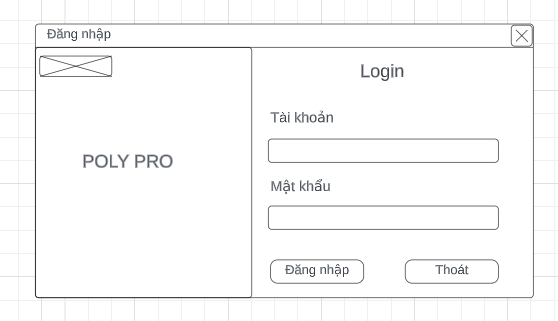 Đăng nhập
Login
Tài khoản
POLY PRO
Mật khẩu
Đăng nhập
Thoát